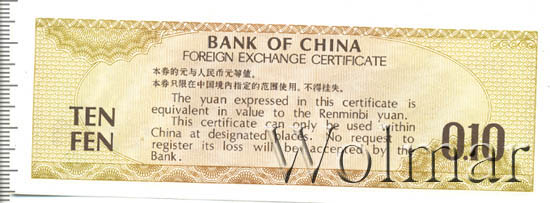 BANK OF CHINA
FOREIGN EXCHANGE CERTIFICATE
本券的元与人民币元等值。
本券只限在中国境内指定的范围使用，不得挂失。
The yuan expressed in this certificate is
equivalent in value to the Renminbi yuan.
This certificate can only be used within
China at designated places. No request to
register its loss will be accepted by the
Bank.
TEN
FEN
0.10
Wolmar